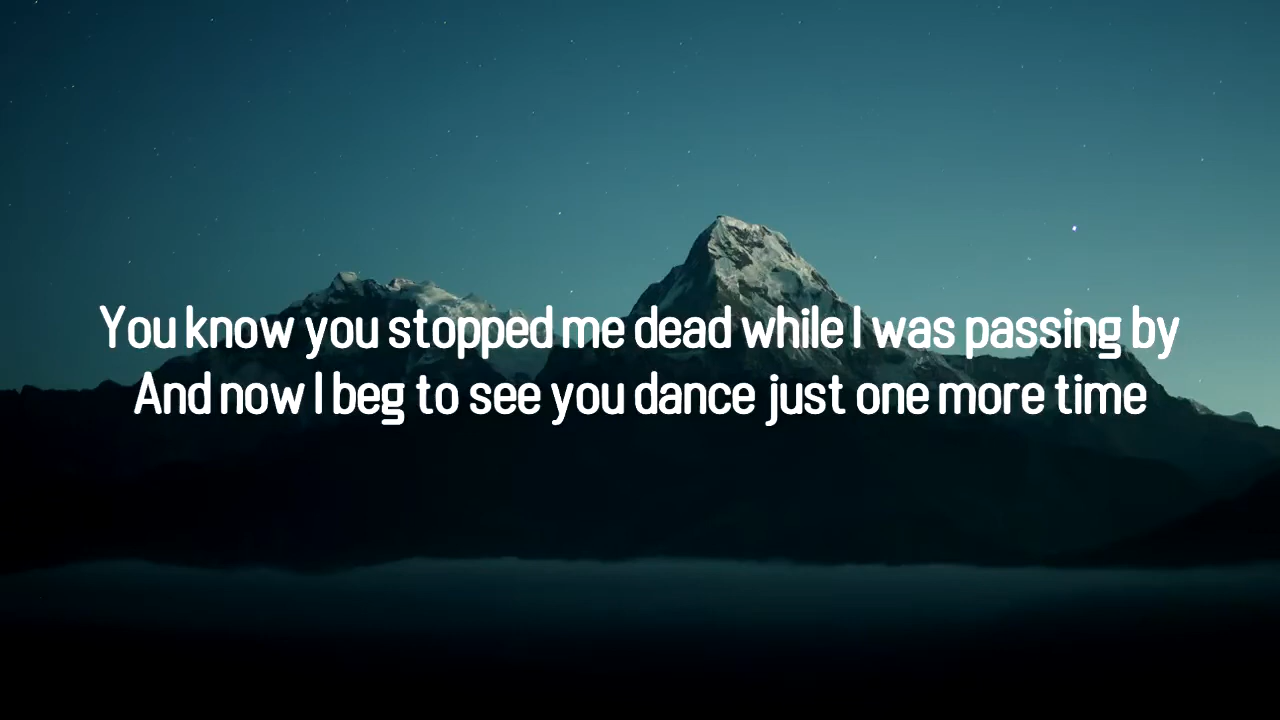 You know you stopped me dead while I was passing by
And now I beg to see you dance just one more time